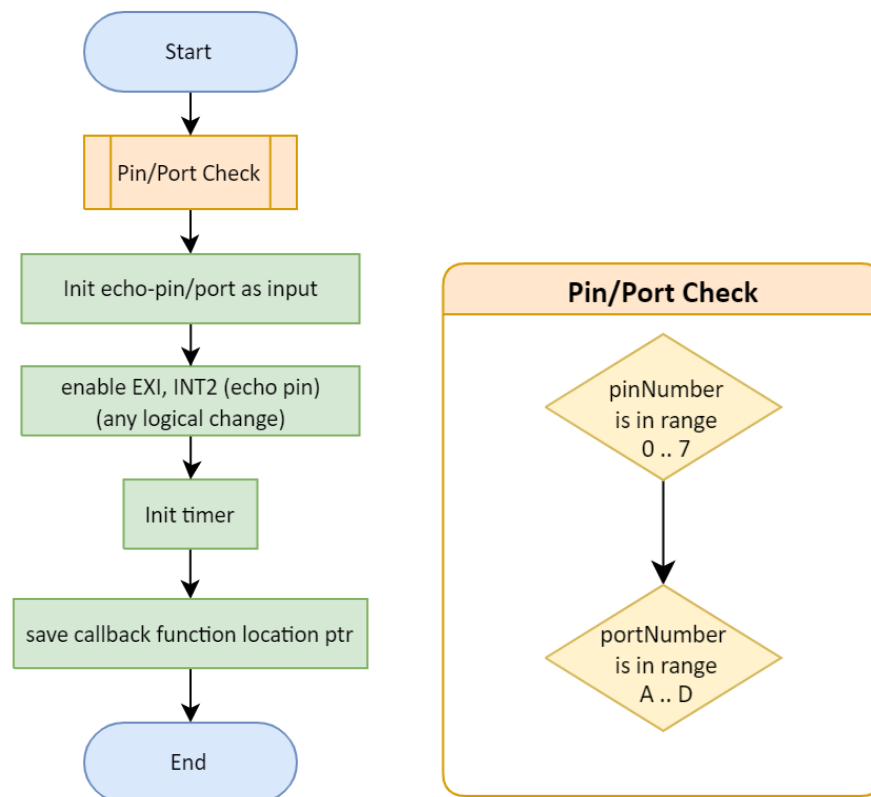 Start
Pin/Port Check
Init echo-pin/port as input
enable EXI, INT2 (echo pin)
(any logical change)
Init timer
save callback function location ptr
End
Pin/Port Check
pinNumber
is in range
0 .. 7
portNumber
is in range
A .. D